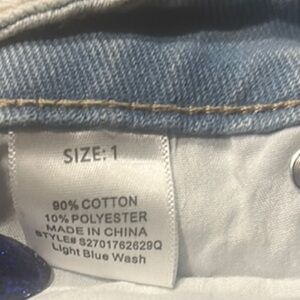 SIZE: 1
90% COTTON
10% POLYESTER
MADE IN CHINA
STYLE# S2701762629Q
Light Blue Wash